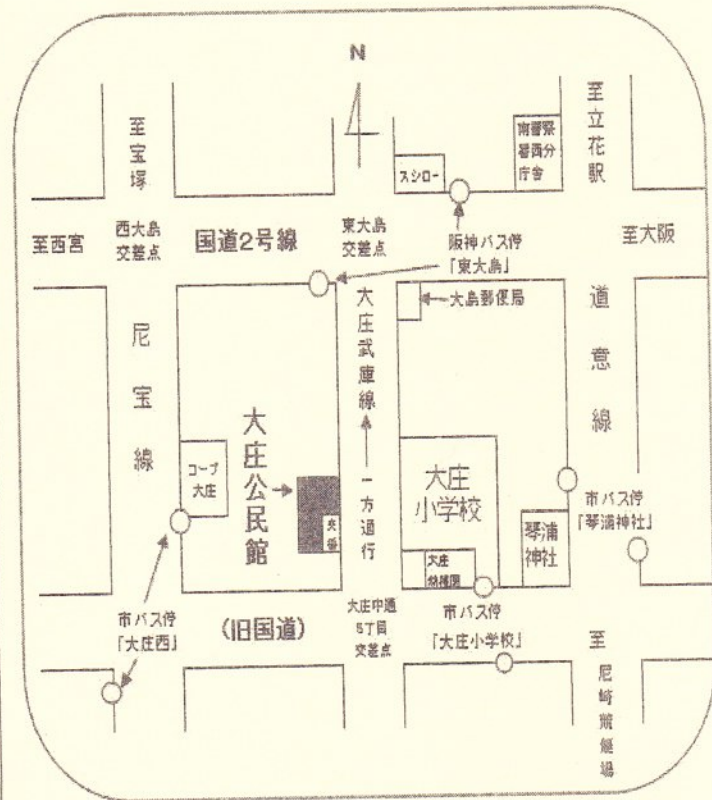 N
至宝塚
至立花駅
スシロー
南警察
署西分
庁舎
至西宮
西大島
交差点
国道2号線
東大島
交差点
阪神バス停
「東大島」
至大阪
大島郵便局
尼宝線
大庄武庫線
一方通行
道意線
コープ
大庄
大庄公民館
交番
大庄
小学校
大庄
幼稚園
琴浦
神社
市バス停
「琴浦神社」
市バス停
「大庄西」
(旧国道)
大庄中通
5丁目
交差点
市バス停
「大庄小学校」
至
尼崎競艇場